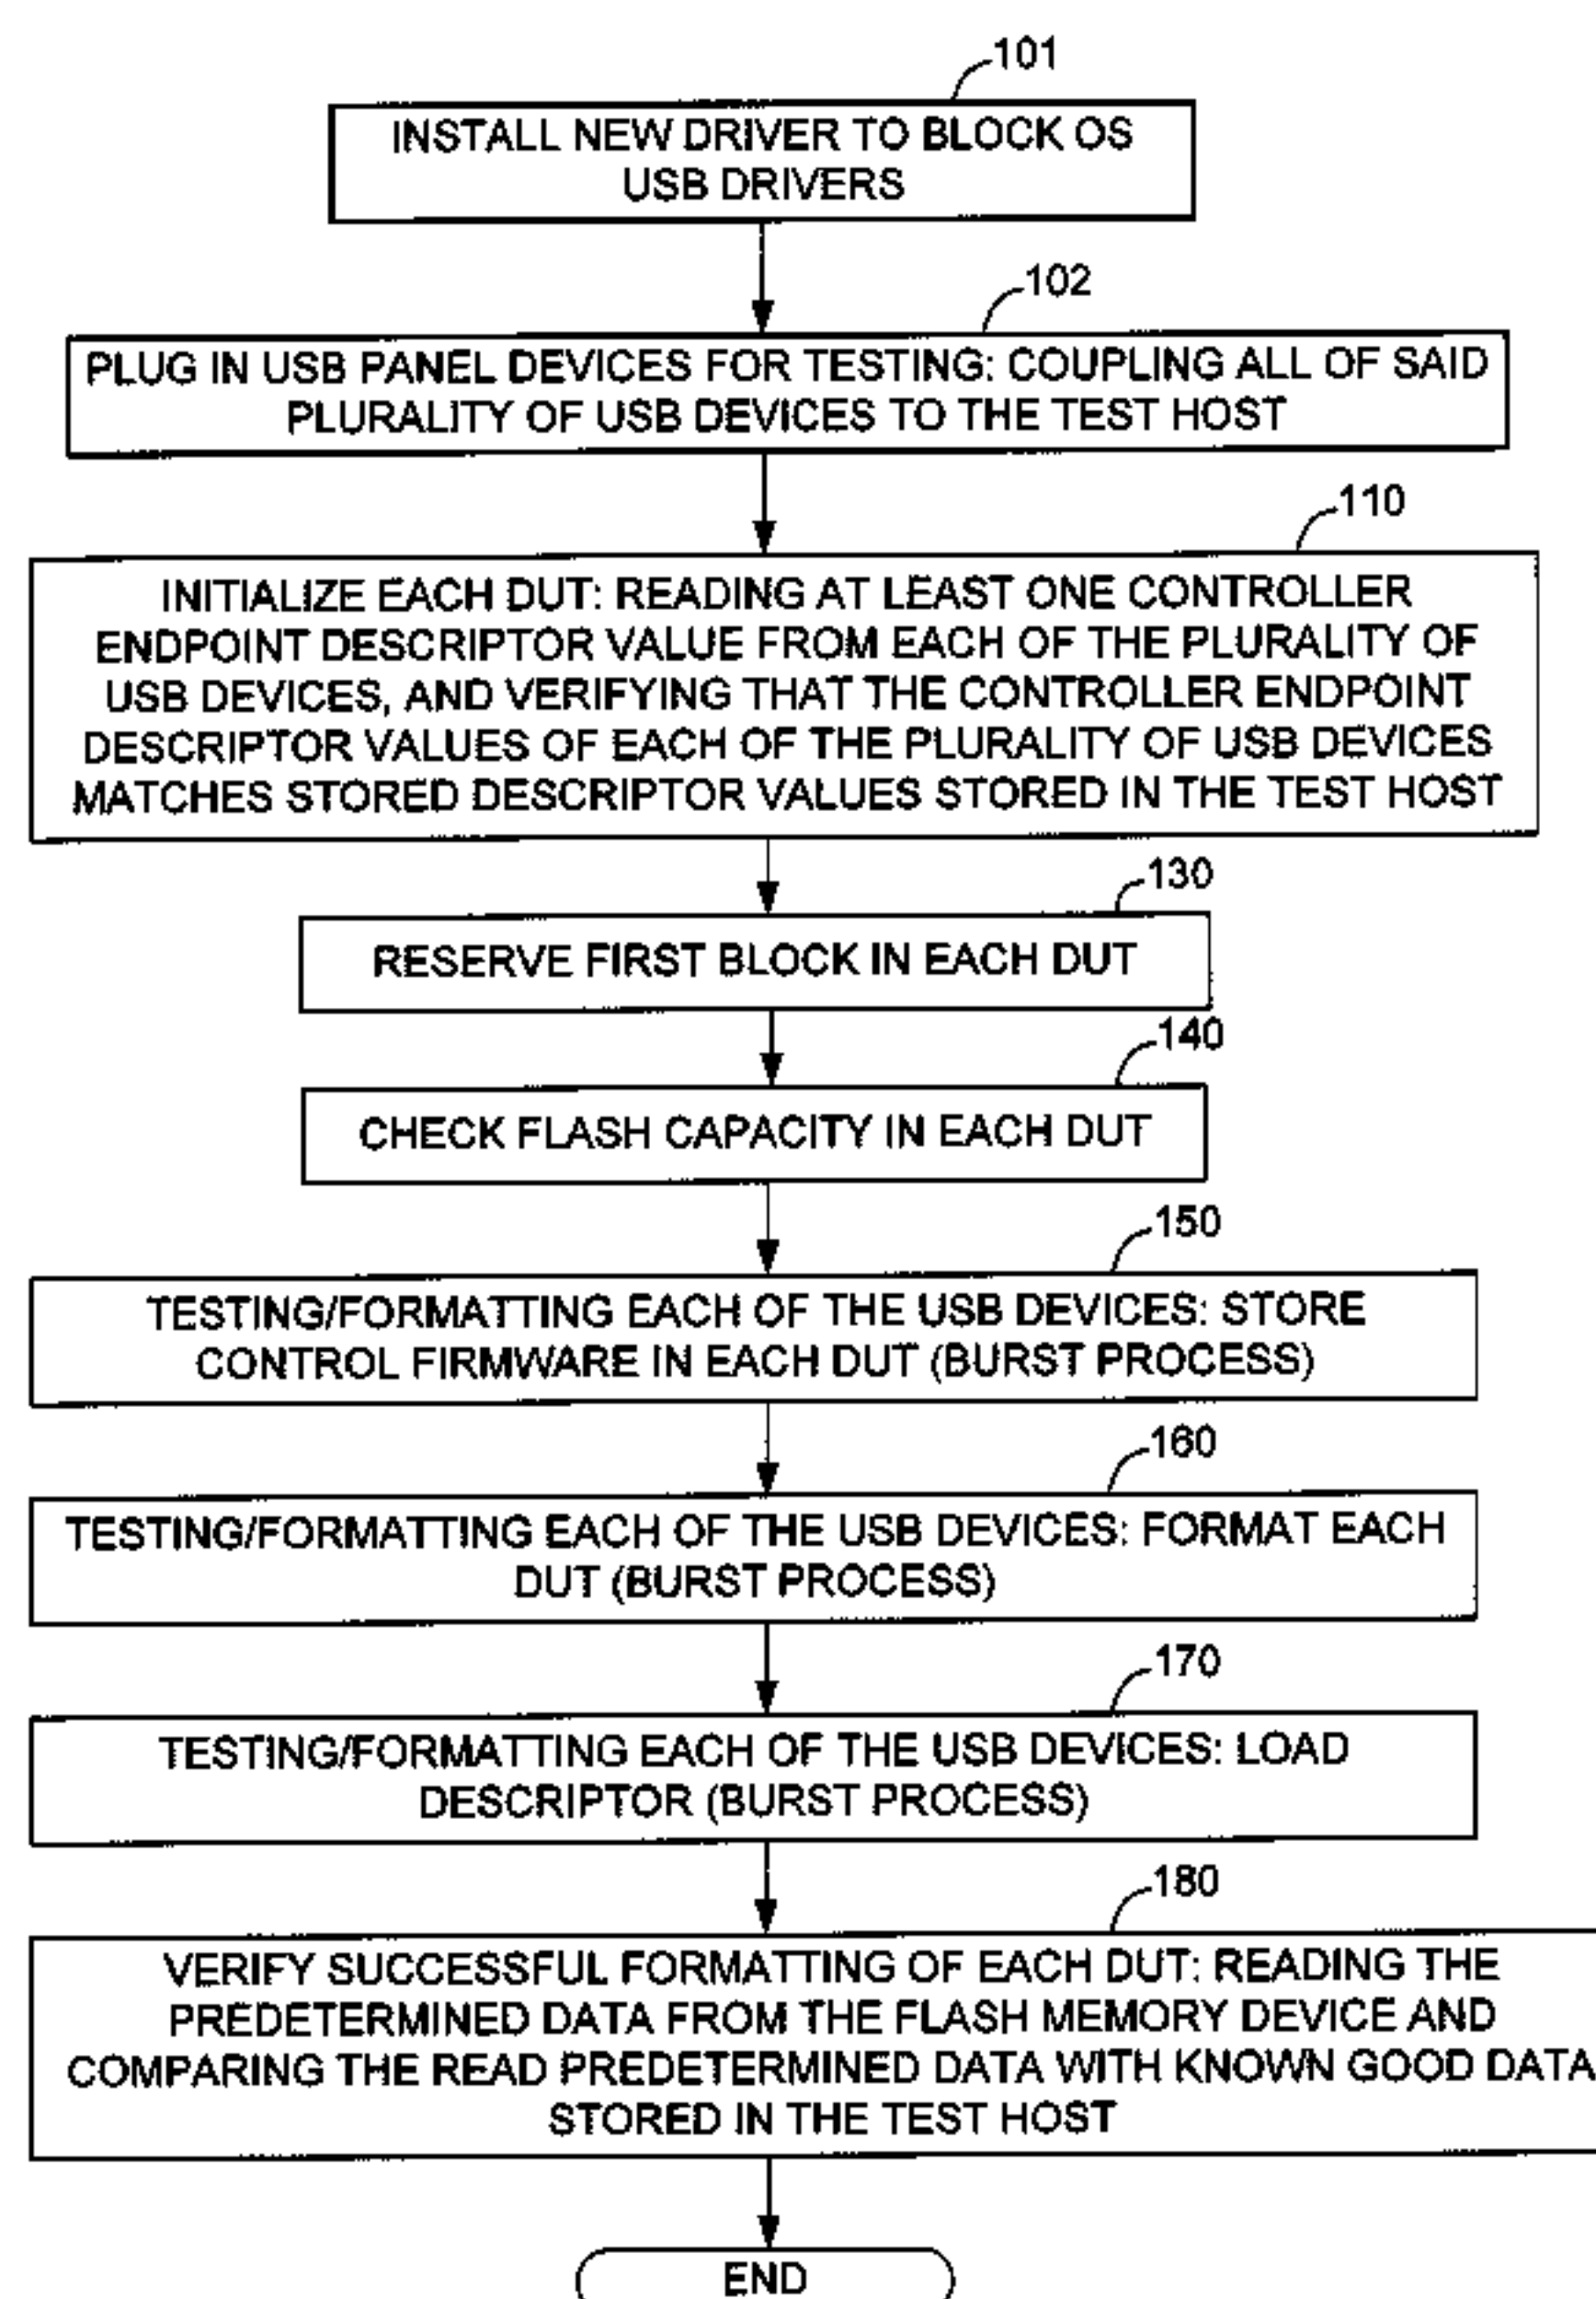 101
INSTALL NEW DRIVER TO BLOCK OS
USB DRIVERS
102
PLUG IN USB PANEL DEVICES FOR TESTING: COUPLING ALL OF SAID
PLURALITY OF USB DEVICES TO THE TEST HOST
110
INITIALIZE EACH DUT: READING AT LEAST ONE CONTROLLER
ENDPOINT DESCRIPTOR VALUE FROM EACH OF THE PLURALITY OF
USB DEVICES, AND VERIFYING THAT THE CONTROLLER ENDPOINT
DESCRIPTOR VALUES OF EACH OF THE PLURALITY OF USB DEVICES
MATCHES STORED DESCRIPTOR VALUES STORED IN THE TEST HOST
130
RESERVE FIRST BLOCK IN EACH DUT
140
CHECK FLASH CAPACITY IN EACH DUT
150
TESTING/FORMATTING EACH OF THE USB DEVICES: STORE
CONTROL FIRMWARE IN EACH DUT (BURST PROCESS)
160
TESTING/FORMATTING EACH OF THE USB DEVICES: FORMAT EACH
DUT (BURST PROCESS)
170
TESTING/FORMATTING EACH OF THE USB DEVICES: LOAD
DESCRIPTOR (BURST PROCESS)
180
VERIFY SUCCESSFUL FORMATTING OF EACH DUT: READING THE
PREDETERMINED DATA FROM THE FLASH MEMORY DEVICE AND
COMPARING THE READ PREDETERMINED DATA WITH KNOWN GOOD DATA
STORED IN THE TEST HOST
END